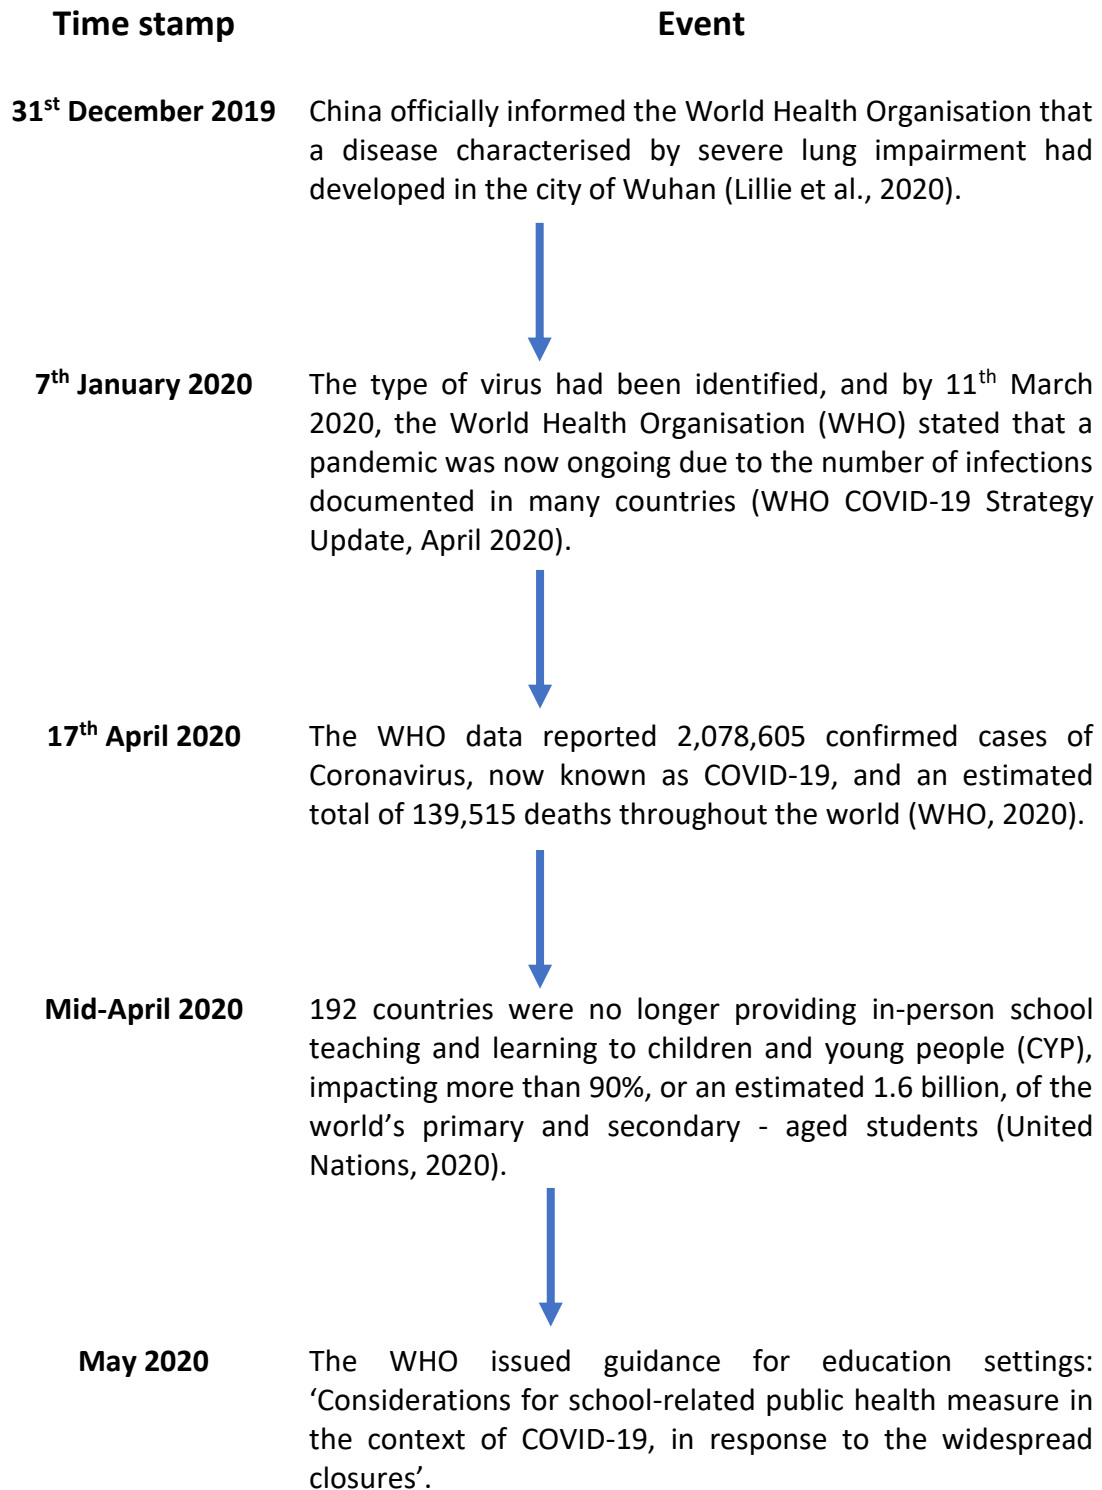 Time stamp Event
31st December 2019 China officially informed the World Health Organisation that
a disease characterised by severe lung impairment had
developed in the city of Wuhan (Lillie et al., 2020).
7th January 2020 The type of virus had been identified, and by 11th March
2020, the World Health Organisation (WHO) stated that a
pandemic was now ongoing due to the number of infections
documented in many countries (WHO COVID-19 Strategy
Update, April 2020).
17th April 2020 The WHO data reported 2,078,605 confirmed cases of
Coronavirus, now known as COVID-19, and an estimated
total of 139,515 deaths throughout the world (WHO, 2020).
Mid-April 2020 192 countries were no longer providing in-person school
teaching and learning to children and young people (CYP),
impacting more than 90%, or an estimated 1.6 billion, of the
world’s primary and secondary - aged students (United
Nations, 2020).
May 2020 The WHO issued guidance for education settings:
‘Considerations for school-related public health measure in
the context of COVID-19, in response to the widespread
closures’.